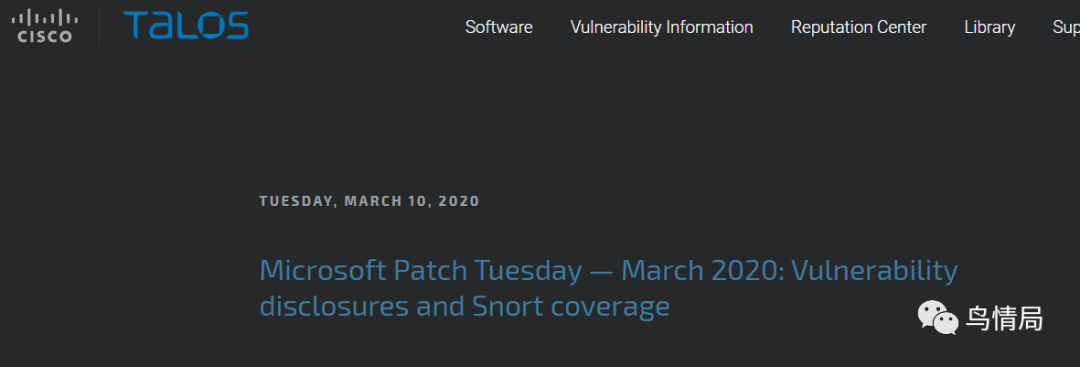 CISCO TALOS Software Vulnerability Information Reputation Center Library Sup
TUESDAY, MARCH 10, 2020
Microsoft Patch Tuesday — March 2020: Vulnerability
disclosures and Snort coverage
鸟情局